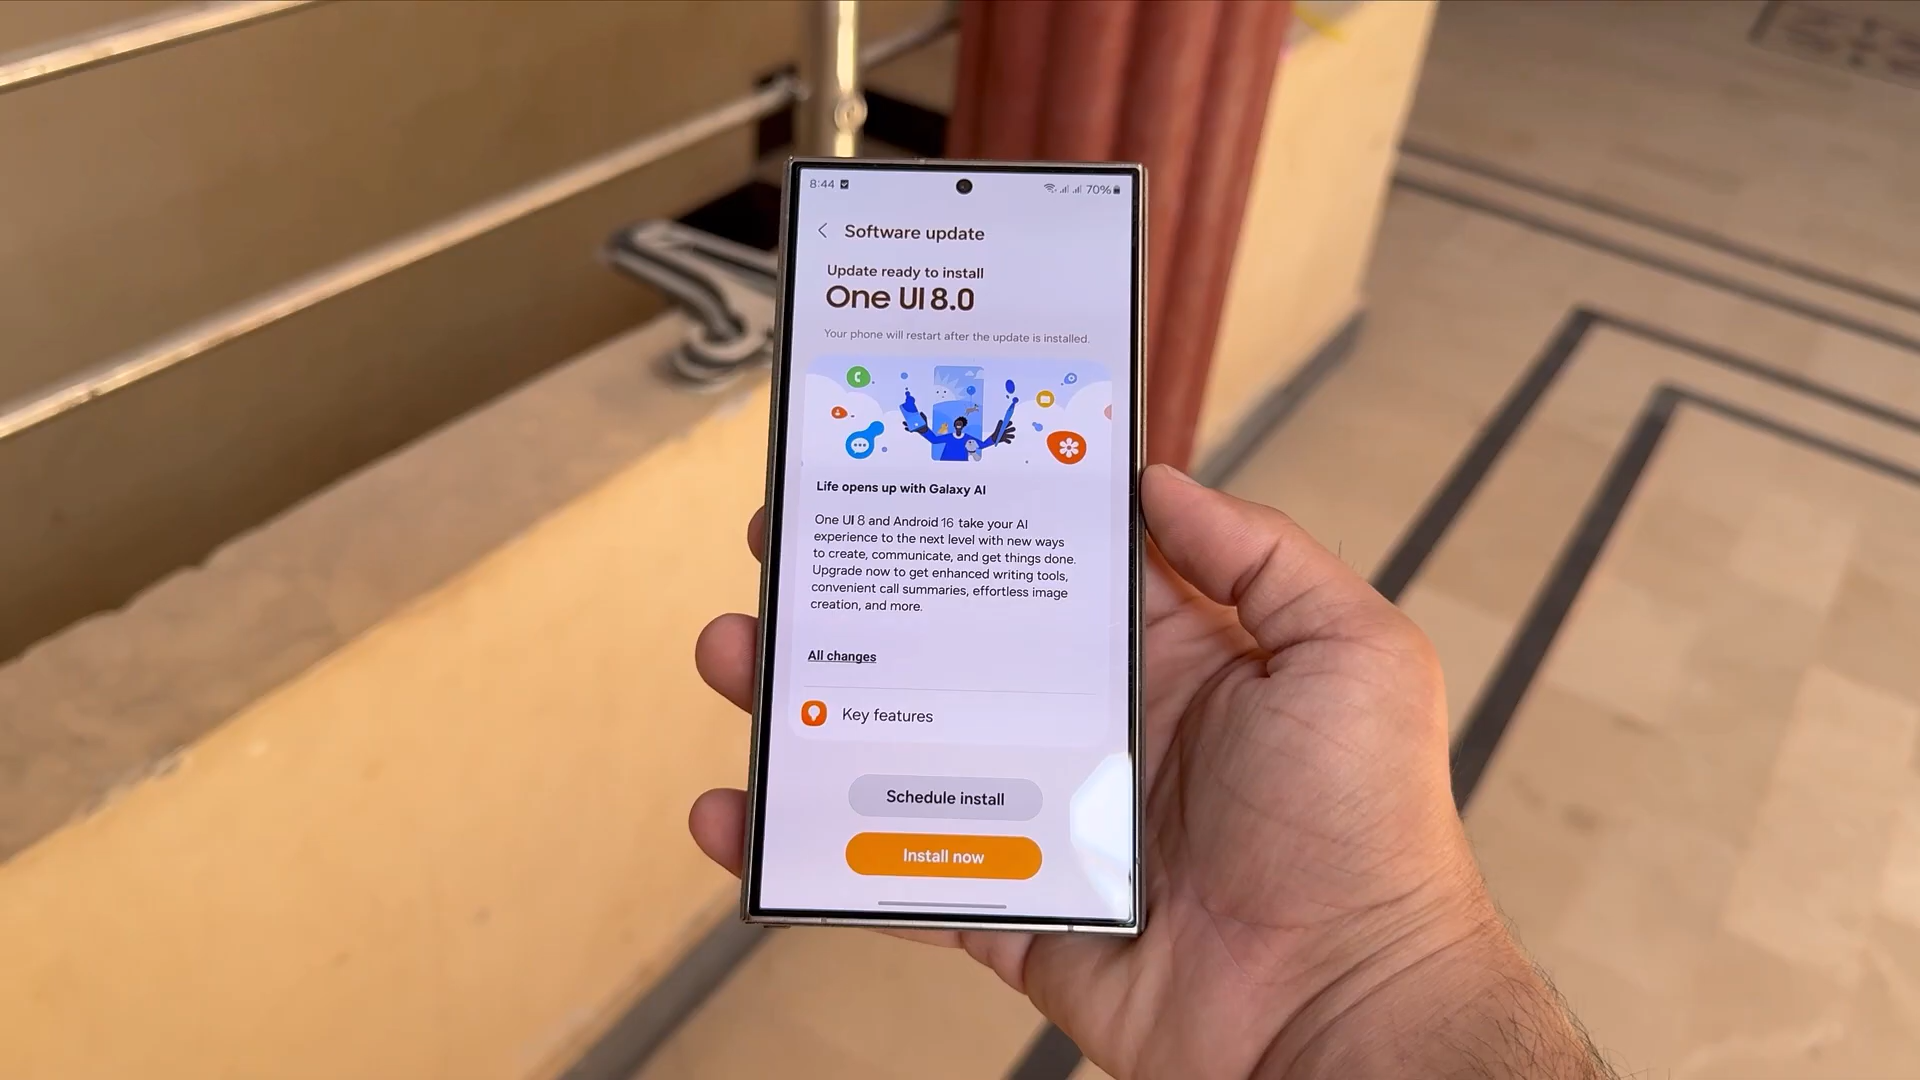 8:44
70%
Software update
Update ready to install
One UI 8.0
Your phone will restart after the update is installed.
Life opens up with Galaxy AI
One UI 8 and Android 16 take your AI
experience to the next level with new ways
to create, communicate, and get things done.
Upgrade now to get enhanced writing tools,
convenient call summaries, effortless image
creation, and more.
All changes
Key features
Schedule install
Install now